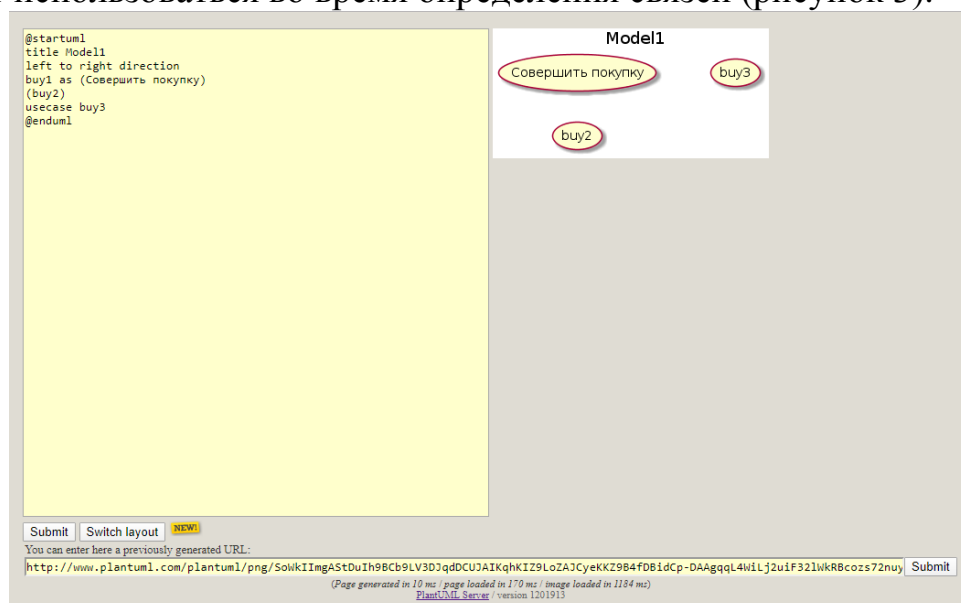 использоваться во время определения связей (рисунок 3).
@startuml
title Model1
left to right direction
buy1 as (Совершить покупку)
(buy2)
usecase buy3
@enduml
Model1
Совершить покупку
buy3
buy2
Submit
Switch layout
NEW!
You can enter here a previously generated URL:
http://www.plantuml.com/plantuml/png/SoWkIImgAStDuIh9BCb9LV3DJqdDCUJAIKqhKIZ9LoZAJCyeKKZ9B4fDBidCp-DAAgqqL4WiLj2uiF32lWkRBcozs72nuy
Submit
(Page generated in 10 ms / page loaded in 170 ms / image loaded in 1184 ms)
PlantUML Server / version 1201913